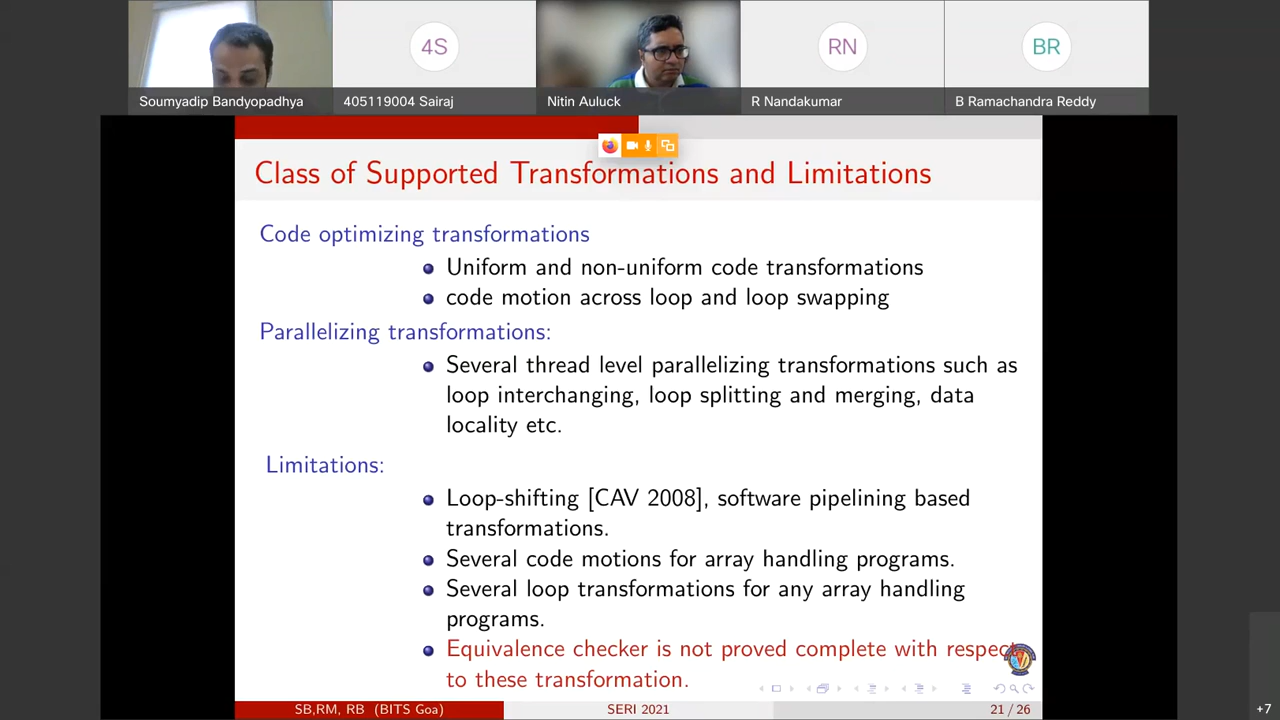 4S
RN
BR
Soumyadip Bandyopadhya
405119004 Sairaj
Nitin Auluck
R Nandakumar
B Ramachandra Reddy
Class of Supported Transformations and Limitations
Code optimizing transformations
Uniform and non-uniform code transformations
code motion across loop and loop swapping
Parallelizing transformations:
Several thread level parallelizing transformations such as
loop interchanging, loop splitting and merging, data
locality etc.
Limitations:
Loop-shifting [CAV 2008], software pipelining based
transformations.
Several code motions for array handling programs.
Several loop transformations for any array handling
programs.
Equivalence checker is not proved complete with respect
to these transformation.
SB,RM, RB (BITS Goa)
SERI 2021
21 / 26
+7